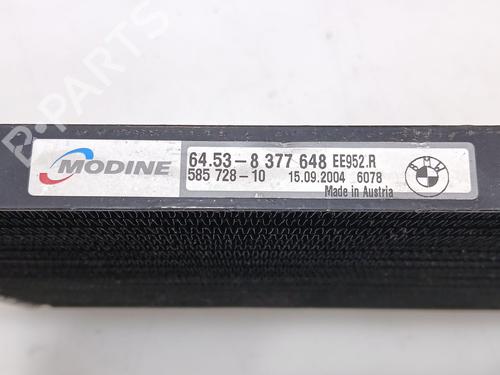 B-PARTS
MODINE
64.53-8 377 648 EE952.R
585 728-10 15.09.2004 6078
Made in Austria
BMW